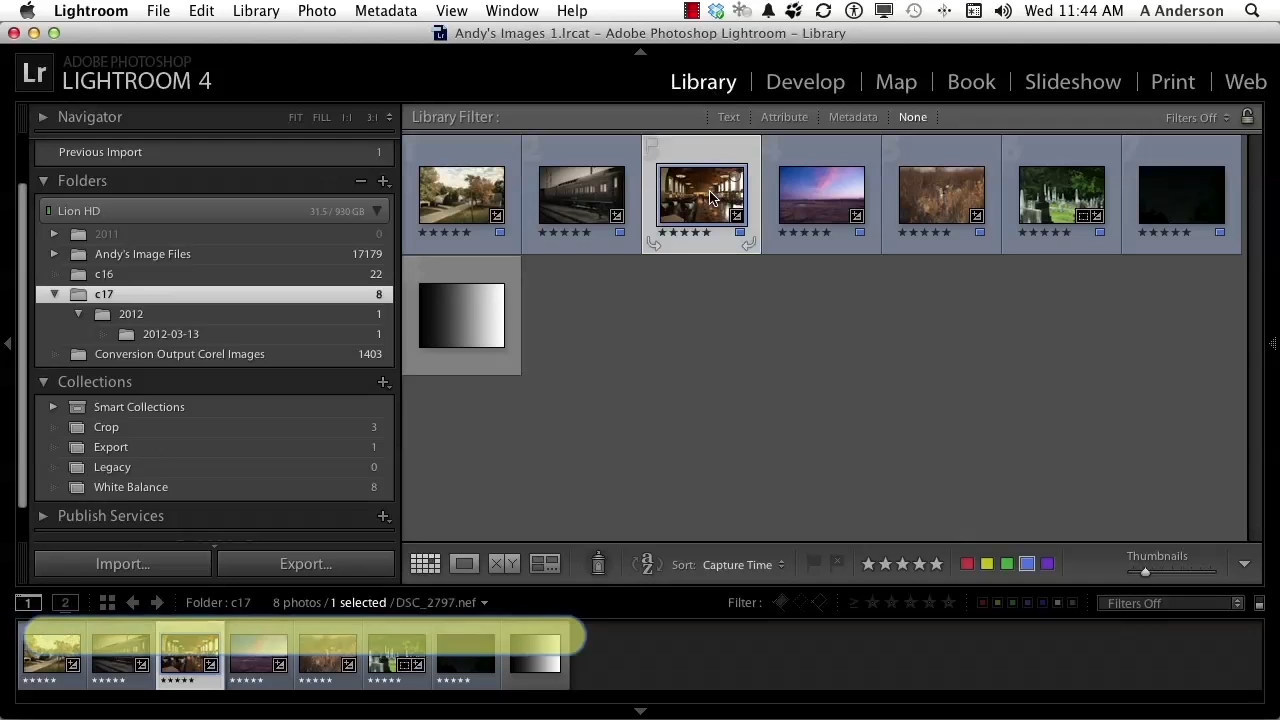 Lightroom File Edit Library Photo Metadata View Window Help Wed 11:44 AM A Anderson
Andy's Images 1.lrcat – Adobe Photoshop Lightroom – Library
Lr ADOBE PHOTOSHOP
LIGHTROOM 4
Library | Develop | Map | Book | Slideshow | Print | Web
Navigator FIT FILL 1:1 3:1
Library Filter : Text Attribute Metadata None Filters Off
Previous Import 1
Folders
Lion HD 31.5 / 930 GB
2011 0
Andy's Image Files 17179
c16 22
c17 8
2012 1
2012-03-13 1
Conversion Output Corel Images 1403
Collections
Smart Collections
Crop 3
Export 1
Legacy 0
White Balance 8
Publish Services
Import... Export...
XY Sort: Capture Time Thumbnails
1 2 Folder : c17 8 photos / 1 selected / DSC_2797.nef Filter : Filters Off